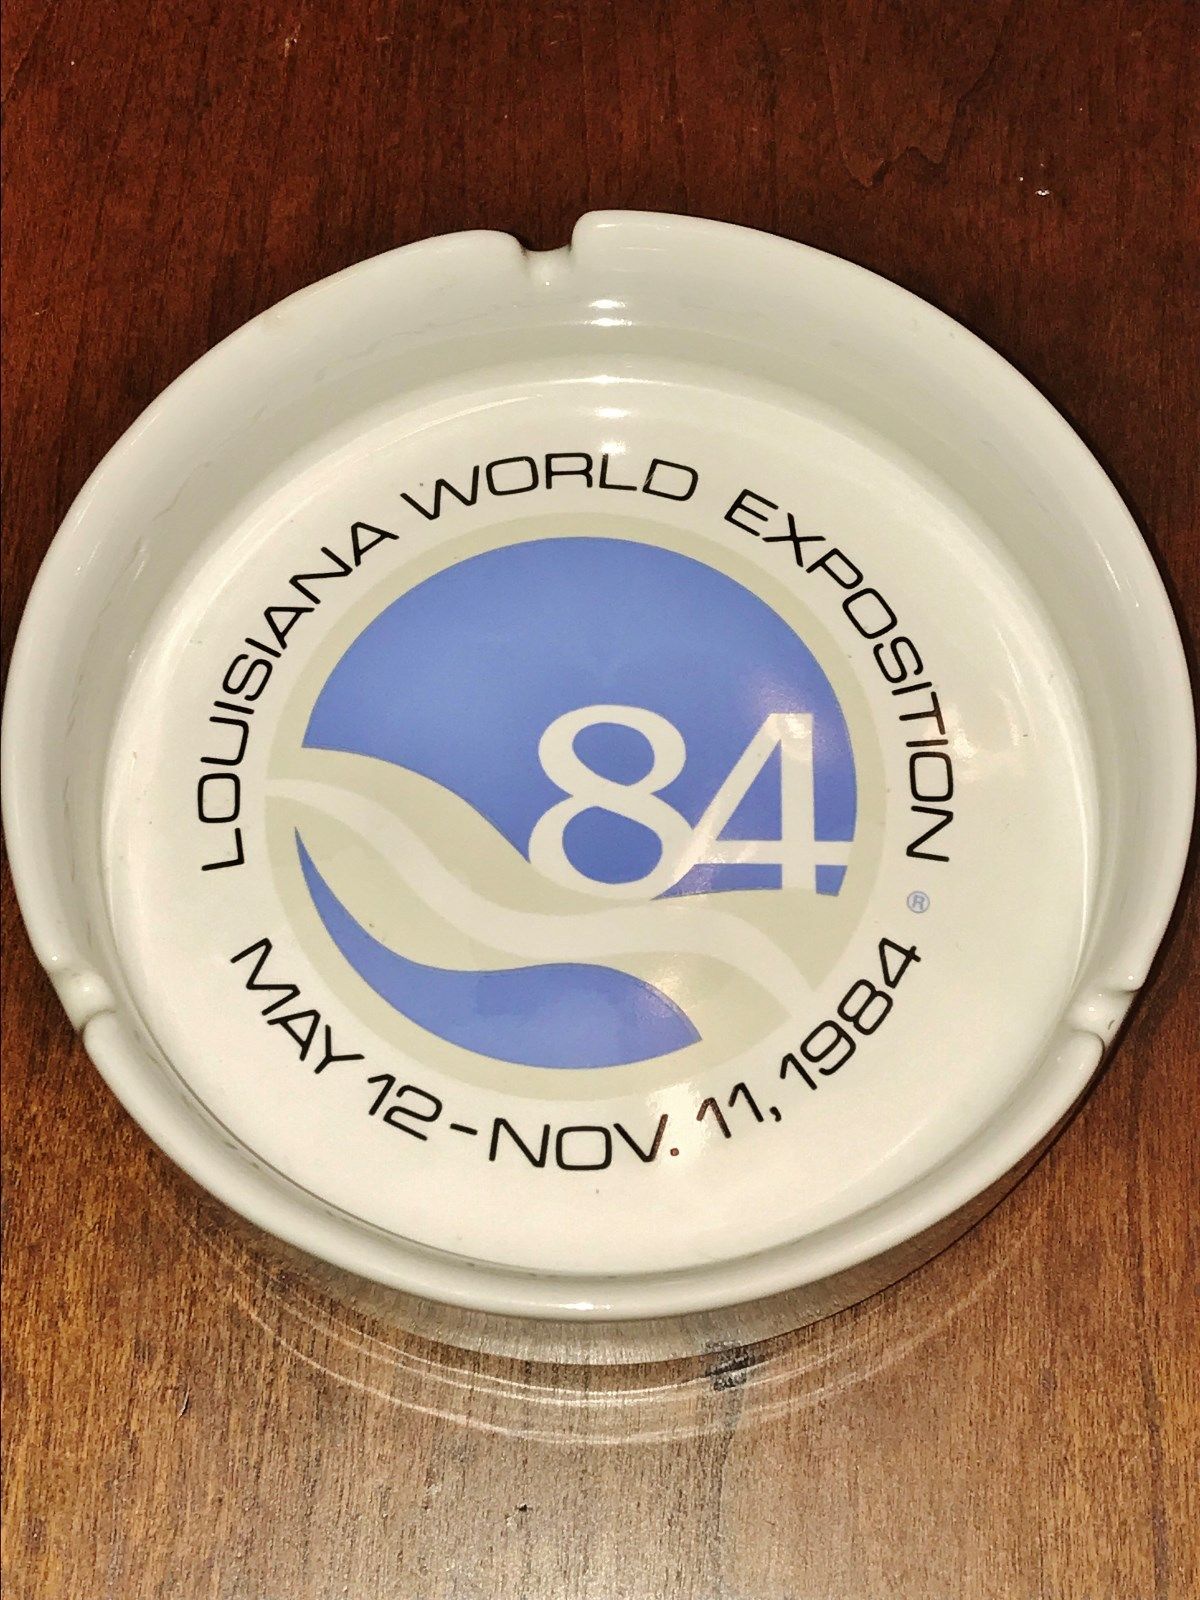 LOUISIANA WORLD EXPOSITION
84
®
MAY 12-NOV. 11, 1984